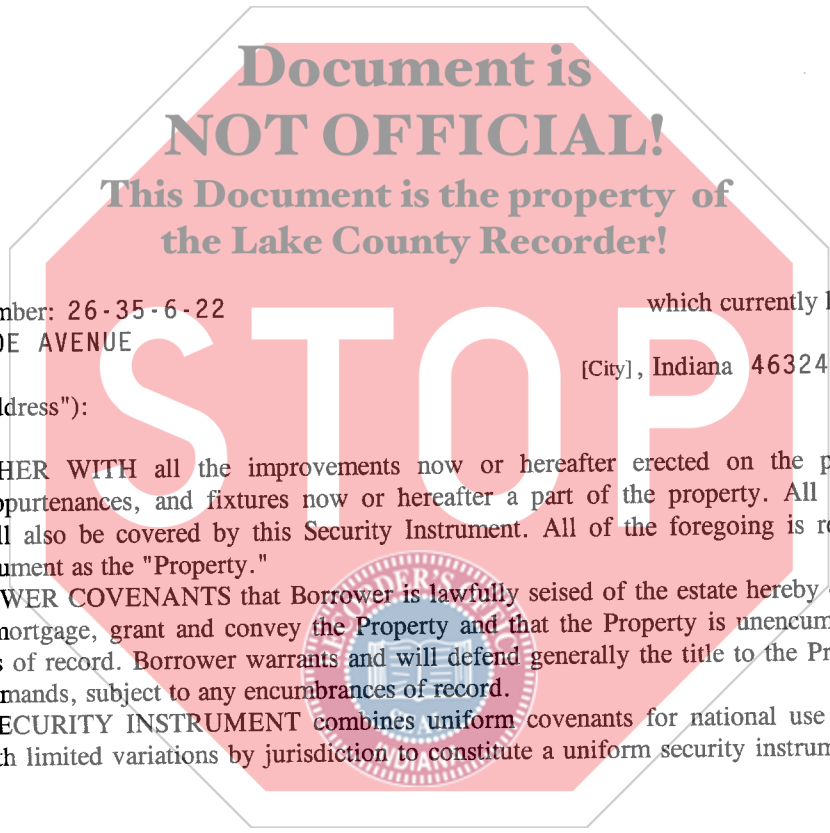 Document is
NOT OFFICIAL!
This Document is the property of
the Lake County Recorder!
mber: 26-35-6-22 which currently
DE AVENUE
[City], Indiana 46324
ddress"):
STOP
HER WITH all the improvements now or hereafter erected on the p
ppurtenances, and fixtures now or hereafter a part of the property. All
ll also be covered by this Security Instrument. All of the foregoing is re
ument as the "Property."
WER COVENANTS that Borrower is lawfully seised of the estate hereby
mortgage, grant and convey the Property and that the Property is unencum
s of record. Borrower warrants and will defend generally the title to the Pr
mands, subject to any encumbrances of record.
ECURITY INSTRUMENT combines uniform covenants for national use
th limited variations by jurisdiction to constitute a uniform security instrum